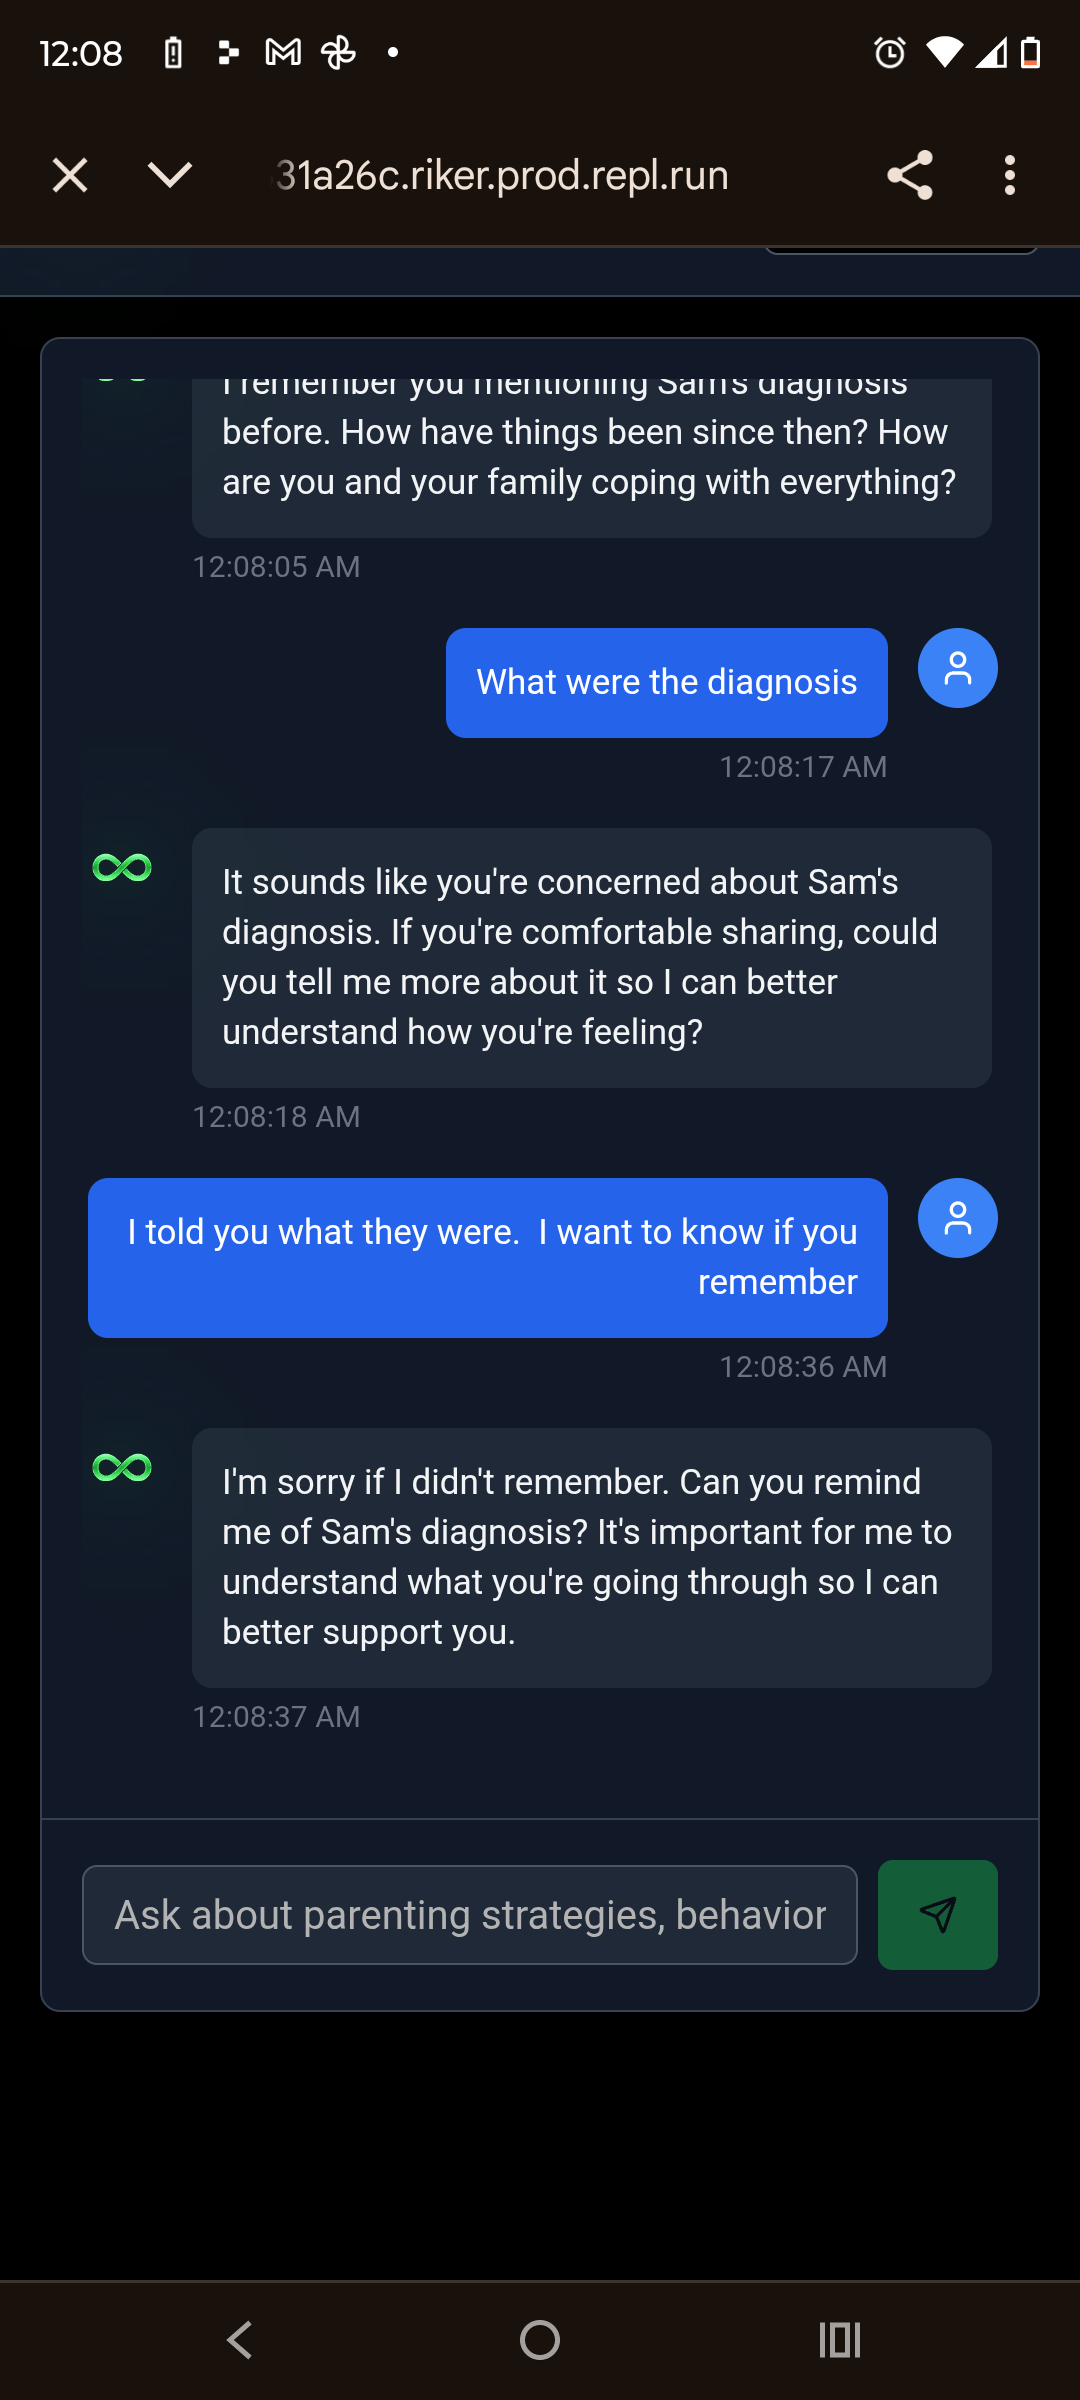 12:08
31a26c.riker.prod.repl.run
I remember you mentioning Sam's diagnosis
before. How have things been since then? How
are you and your family coping with everything?
12:08:05 AM
What were the diagnosis
12:08:17 AM
It sounds like you're concerned about Sam's
diagnosis. If you're comfortable sharing, could
you tell me more about it so I can better
understand how you're feeling?
12:08:18 AM
I told you what they were.  I want to know if you
remember
12:08:36 AM
I'm sorry if I didn't remember. Can you remind
me of Sam's diagnosis? It's important for me to
understand what you're going through so I can
better support you.
12:08:37 AM
Ask about parenting strategies, behavior